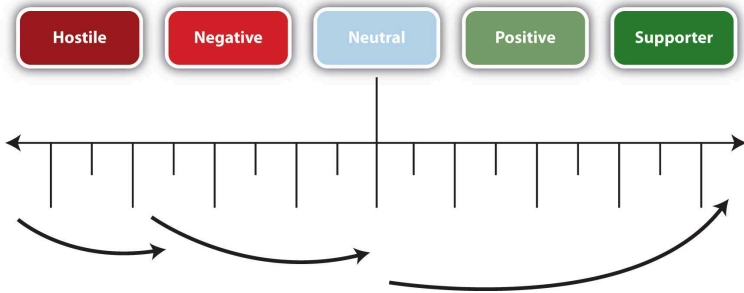 Hostile
Negative
Neutral
Positive
Supporter